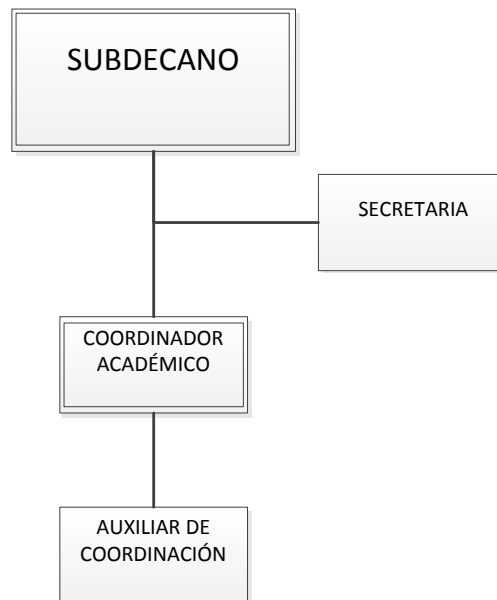 SUBDECANO
SECRETARIA
COORDINADOR
ACADÉMICO
AUXILIAR DE
COORDINACIÓN